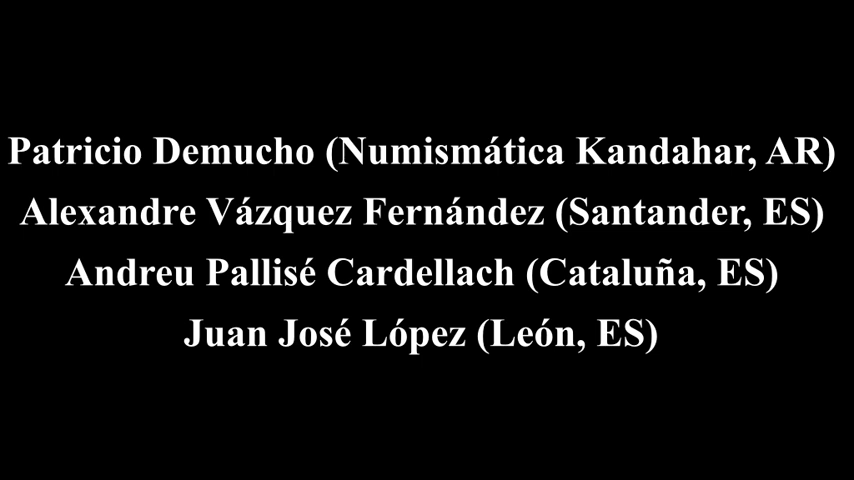 Patricio Demucho (Numismática Kandahar, AR)
Alexandre Vázquez Fernández (Santander, ES)
Andreu Pallisé Cardellach (Cataluña, ES)
Juan José López (León, ES)